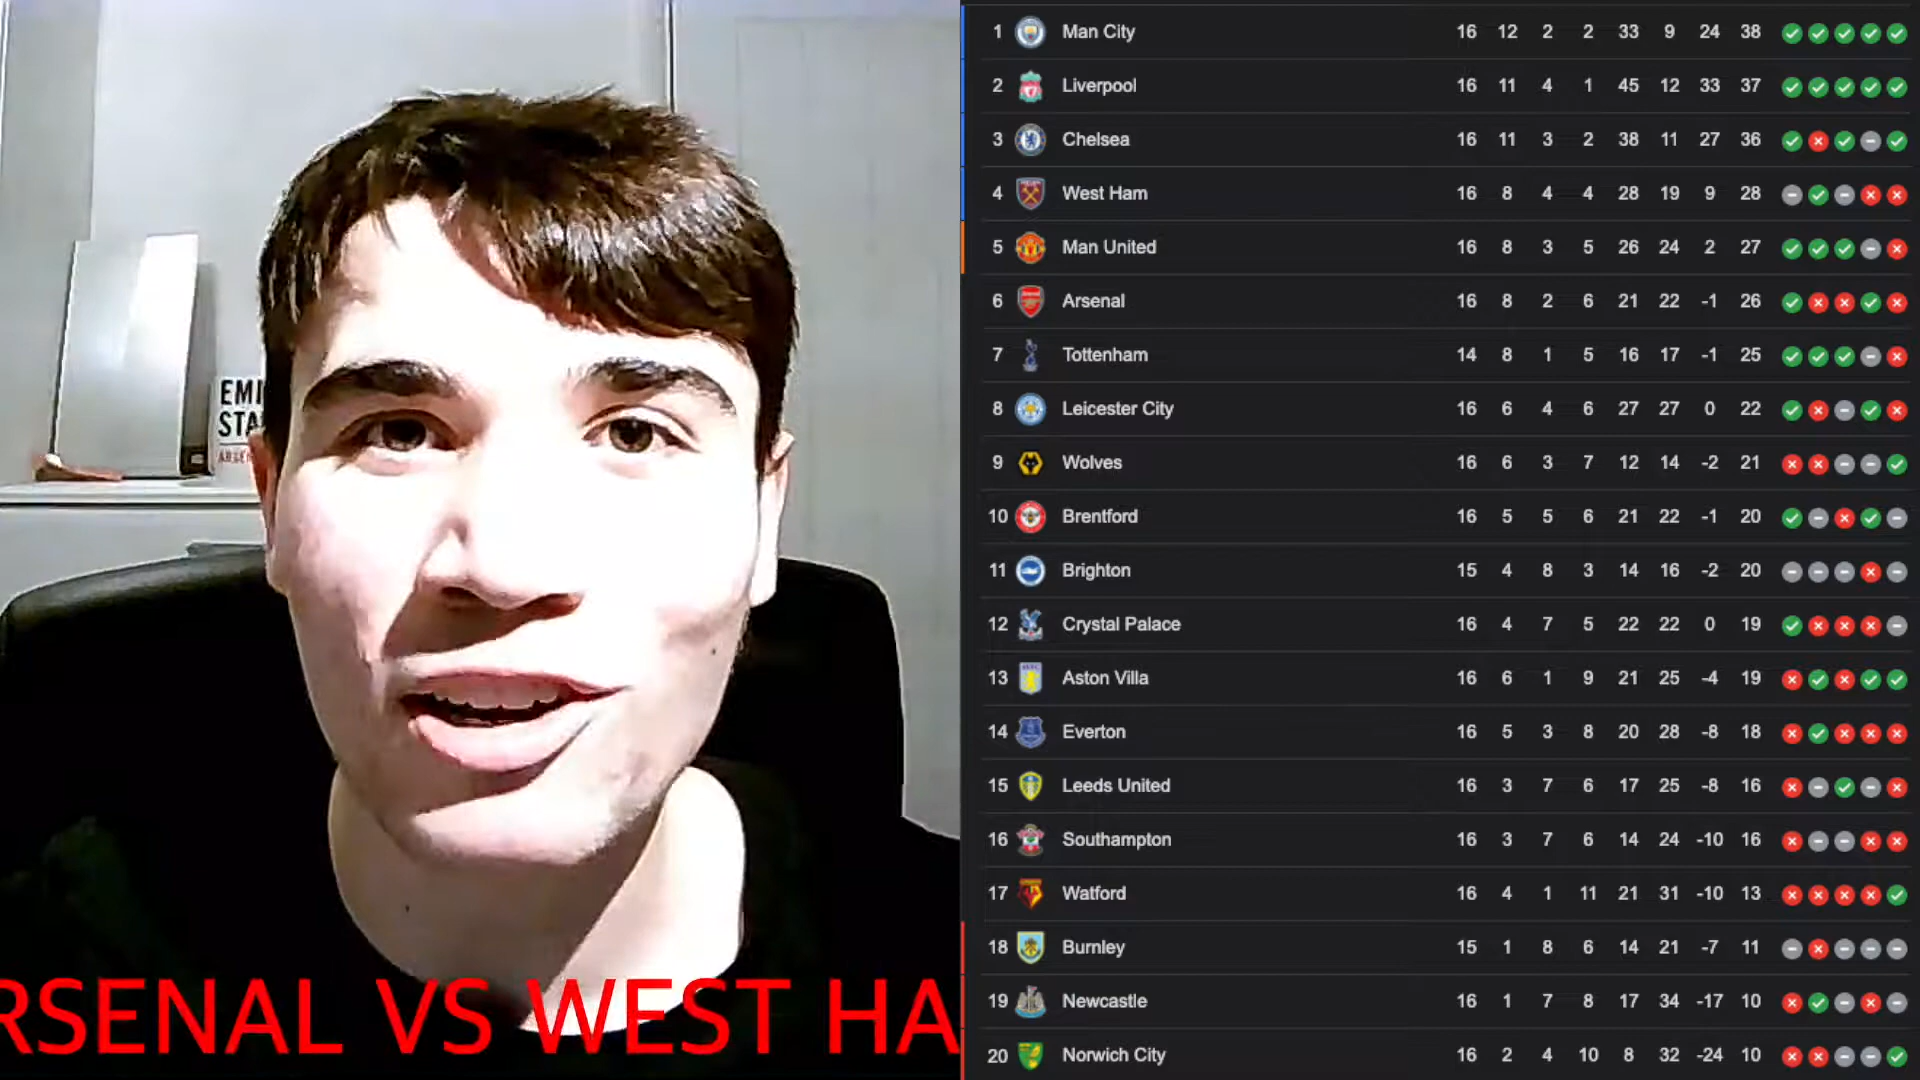 EMI
STA
ARSEN
RSENAL VS WEST HA
1 Man City 16 12 2 2 33 9 24 38
2 Liverpool 16 11 4 1 45 12 33 37
3 Chelsea 16 11 3 2 38 11 27 36
4 West Ham 16 8 4 4 28 19 9 28
5 Man United 16 8 3 5 26 24 2 27
6 Arsenal 16 8 2 6 21 22 -1 26
7 Tottenham 14 8 1 5 16 17 -1 25
8 Leicester City 16 6 4 6 27 27 0 22
9 Wolves 16 6 3 7 12 14 -2 21
10 Brentford 16 5 5 6 21 22 -1 20
11 Brighton 15 4 8 3 14 16 -2 20
12 Crystal Palace 16 4 7 5 22 22 0 19
13 Aston Villa 16 6 1 9 21 25 -4 19
14 Everton 16 5 3 8 20 28 -8 18
15 Leeds United 16 3 7 6 17 25 -8 16
16 Southampton 16 3 7 6 14 24 -10 16
17 Watford 16 4 1 11 21 31 -10 13
18 Burnley 15 1 8 6 14 21 -7 11
19 Newcastle 16 1 7 8 17 34 -17 10
20 Norwich City 16 2 4 10 8 32 -24 10